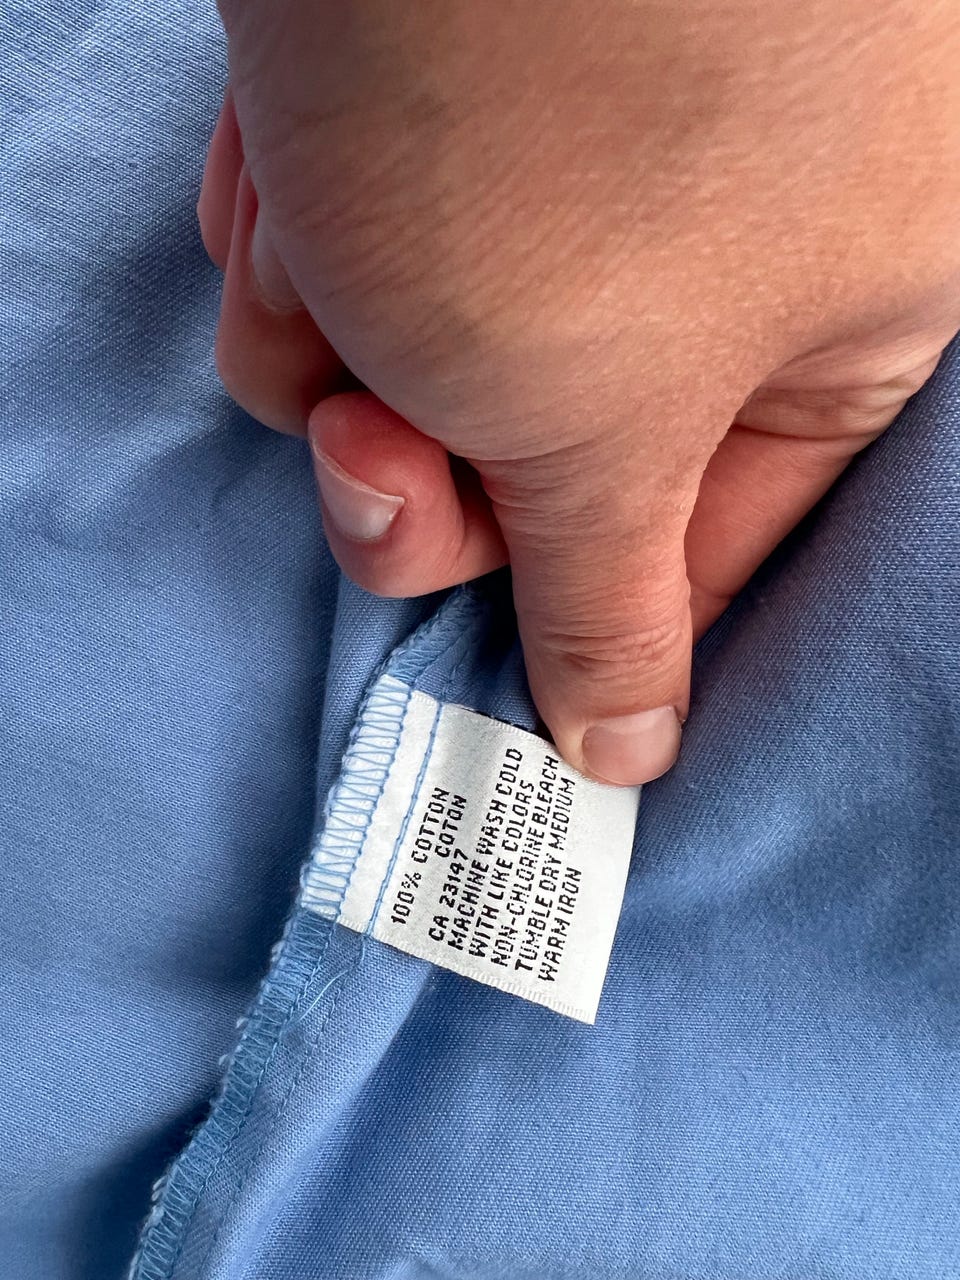 100% COTTON
COTON
CA 23147
MACHINE WASH COLD
WITH LIKE COLORS
NON-CHLORINE BLEACH
TUMBLE DRY MEDIUM
WARM IRON